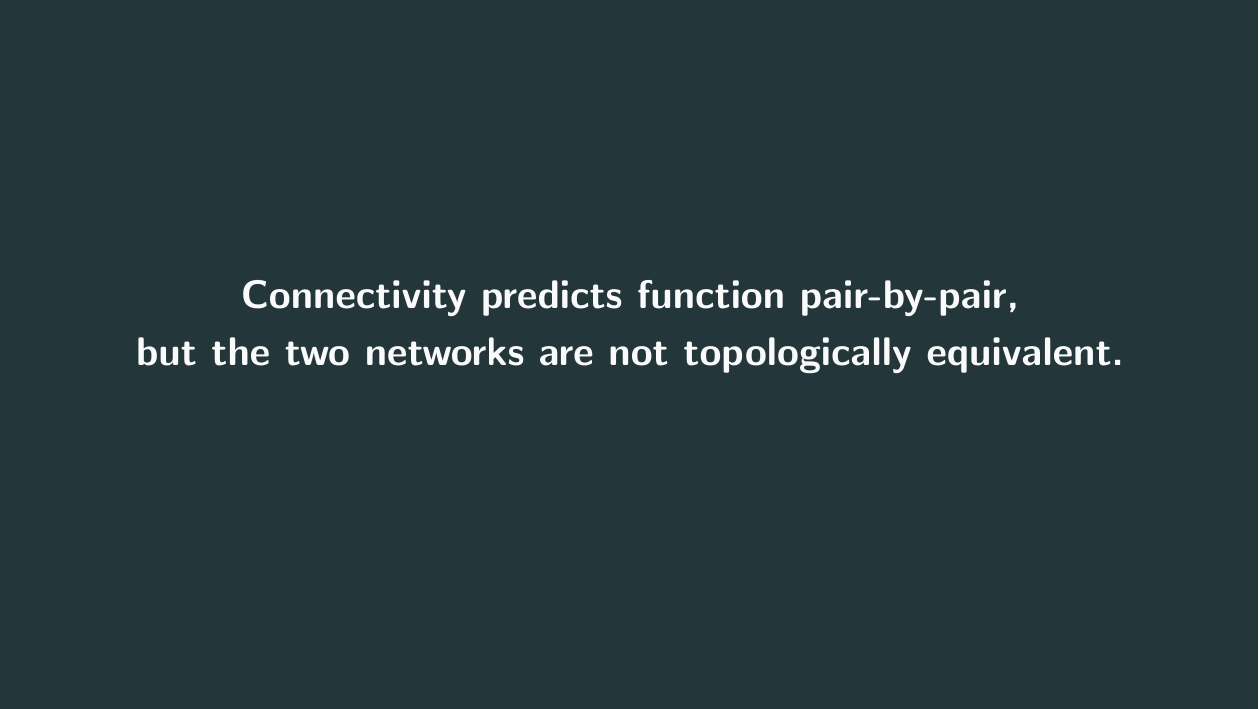 Connectivity predicts function pair-by-pair,
but the two networks are not topologically equivalent.